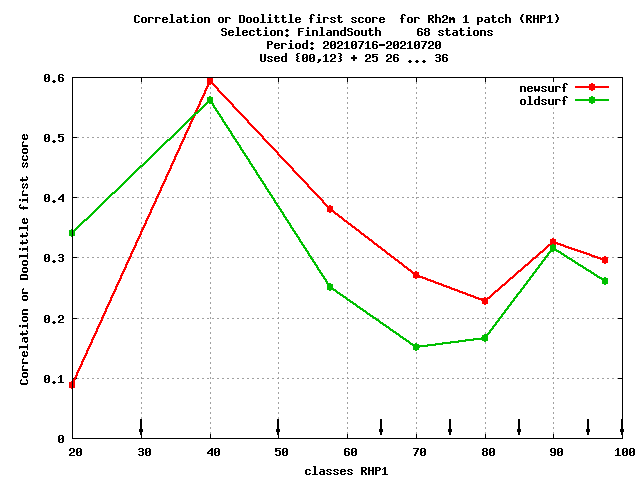 Correlation or Doolittle first score  for Rh2m 1 patch (RHP1)
Selection: FinlandSouth     68 stations
Period: 20210716-20210720
Used {00,12} + 25 26 ... 36
newsurf
oldsurf
Correlation or Doolittle first score
0.6
0.5
0.4
0.3
0.2
0.1
0
20 30 40 50 60 70 80 90 100
classes RHP1